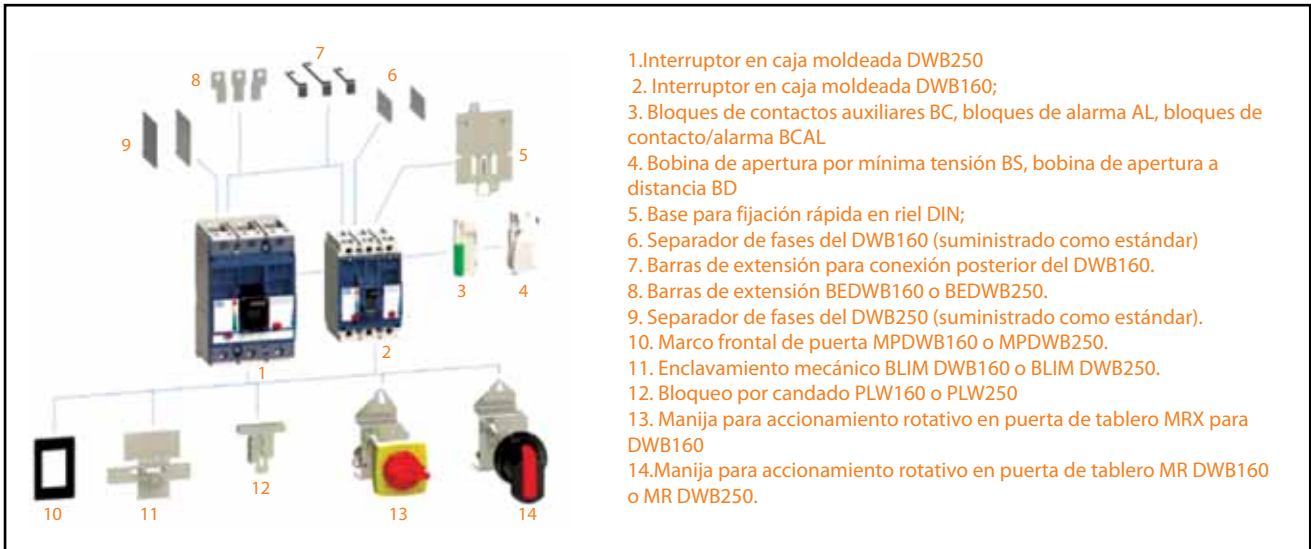 7
8
6
9
5
3
4
2
1
12
10
11
13
14
1.Interruptor en caja moldeada DWB250
2. Interruptor en caja moldeada DWB160;
3. Bloques de contactos auxiliares BC, bloques de alarma AL, bloques de
contacto/alarma BCAL
4. Bobina de apertura por mínima tensión BS, bobina de apertura a
distancia BD
5. Base para fijación rápida en riel DIN;
6. Separador de fases del DWB160 (suministrado como estándar)
7. Barras de extensión para conexión posterior del DWB160.
8. Barras de extensión BEDWB160 o BEDWB250.
9. Separador de fases del DWB250 (suministrado como estándar).
10. Marco frontal de puerta MPDWB160 o MPDWB250.
11. Enclavamiento mecánico BLIM DWB160 o BLIM DWB250.
12. Bloqueo por candado PLW160 o PLW250
13. Manija para accionamiento rotativo en puerta de tablero MRX para
DWB160
14.Manija para accionamiento rotativo en puerta de tablero MR DWB160
o MR DWB250.